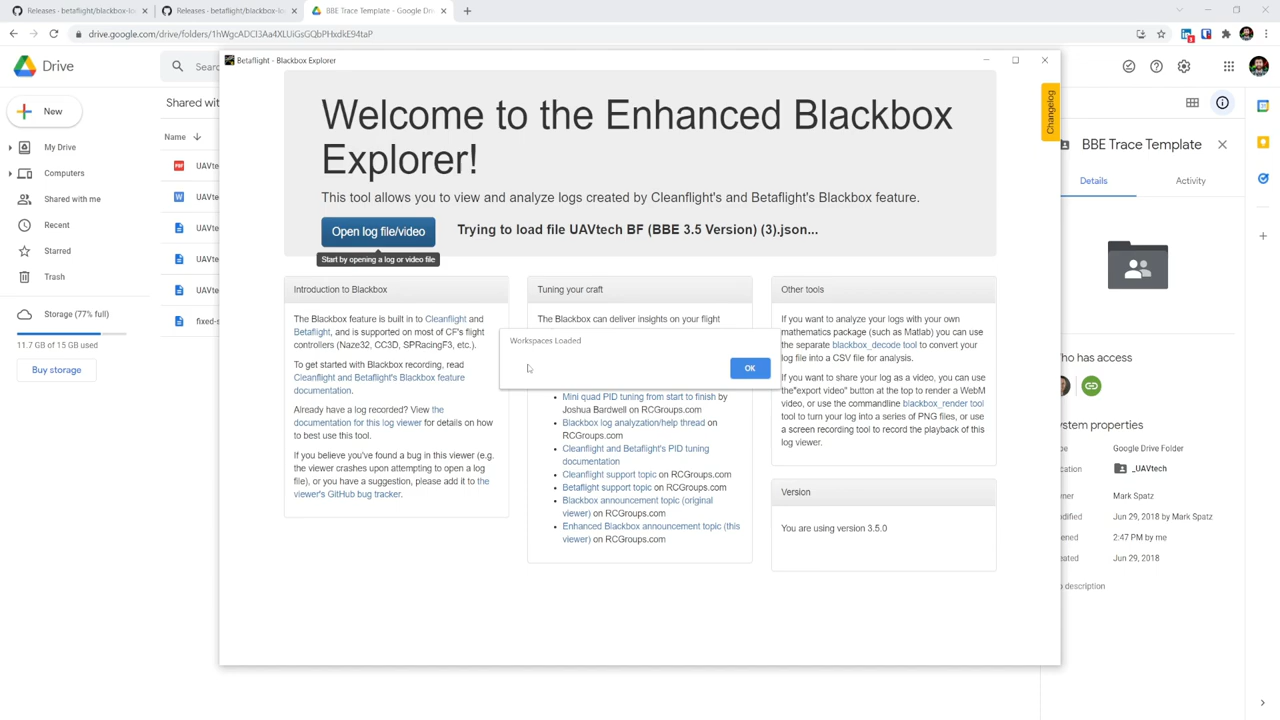 Releases · betaflight/blackbox-lo
Releases · betaflight/blackbox-lo
BBE Trace Template - Google Dri
drive.google.com/drive/folders/1hWgcADCI3Aa4XLUiGsGQbPHxdkE94taP
Drive
Sear
New
My Drive
Computers
Shared with me
Recent
Starred
Trash
Storage (77% full)
11.7 GB of 15 GB used
Buy storage
Shared wit
Name
UAVte
UAVte
UAVte
UAVte
UAVte
fixed-s
Betaflight - Blackbox Explorer
Changelog
Welcome to the Enhanced Blackbox
Explorer!
This tool allows you to view and analyze logs created by Cleanflight's and Betaflight's Blackbox feature.
Open log file/video
Trying to load file UAVtech BF (BBE 3.5 Version) (3).json...
Start by opening a log or video file
Introduction to Blackbox
The Blackbox feature is built in to Cleanflight and
Betaflight, and is supported on most of CF's flight
controllers (Naze32, CC3D, SPRacingF3, etc.).
To get started with Blackbox recording, read
Cleanflight and Betaflight's Blackbox feature
documentation.
Already have a log recorded? View the
documentation for this log viewer for details on how
to best use this tool.
If you believe you've found a bug in this viewer (e.g.
the viewer crashes upon attempting to open a log
file), or you have a suggestion, please add it to the
viewer's GitHub bug tracker.
Tuning your craft
The Blackbox can deliver insights on your flight
Workspaces Loaded
OK
Mini quad PID tuning from start to finish by
Joshua Bardwell on RCGroups.com
Blackbox log analyzation/help thread on
RCGroups.com
Cleanflight and Betaflight's PID tuning
documentation
Cleanflight support topic on RCGroups.com
Betaflight support topic on RCGroups.com
Blackbox announcement topic (original
viewer) on RCGroups.com
Enhanced Blackbox announcement topic (this
viewer) on RCGroups.com
Other tools
If you want to analyze your logs with your own
mathematics package (such as Matlab) you can use
the separate blackbox_decode tool to convert your
log file into a CSV file for analysis.
If you want to share your log as a video, you can use
the"export video" button at the top to render a WebM
video, or use the commandline blackbox_render tool
tool to turn your log into a series of PNG files, or use
a screen recording tool to record the playback of this
log viewer.
Version
You are using version 3.5.0
BBE Trace Template
Details
Activity
ho has access
ystem properties
pe
Google Drive Folder
cation
_UAVtech
wner
Mark Spatz
dified
Jun 29, 2018 by Mark Spatz
ened
2:47 PM by me
eated
Jun 29, 2018
o description